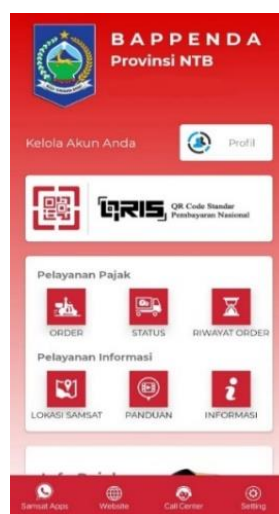 BAPPENDA
Provinsi NTB
Kelola Akun Anda
Profil
QRIS
QR Code Standar
Pembayaran Nasional
Pelayanan Pajak
ORDER
STATUS
RIWAYAT ORDER
Pelayanan Informasi
LOKASI SAMSAT
PANDUAN
INFORMASI
Samsat Apps
Website
Call Center
Setting